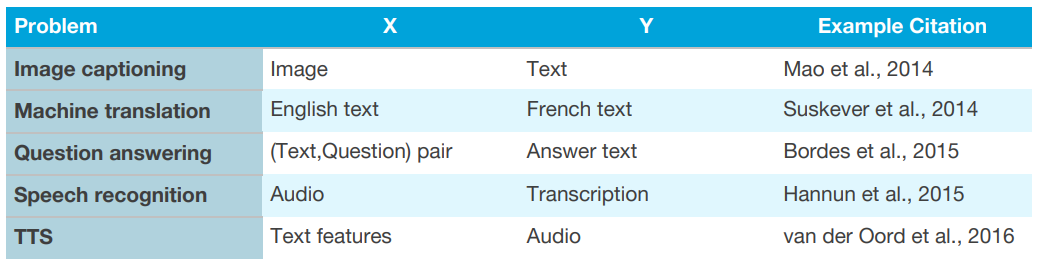 Problem X Y Example Citation
Image captioning Image Text Mao et al., 2014
Machine translation English text French text Suskever et al., 2014
Question answering (Text,Question) pair Answer text Bordes et al., 2015
Speech recognition Audio Transcription Hannun et al., 2015
TTS Text features Audio van der Oord et al., 2016